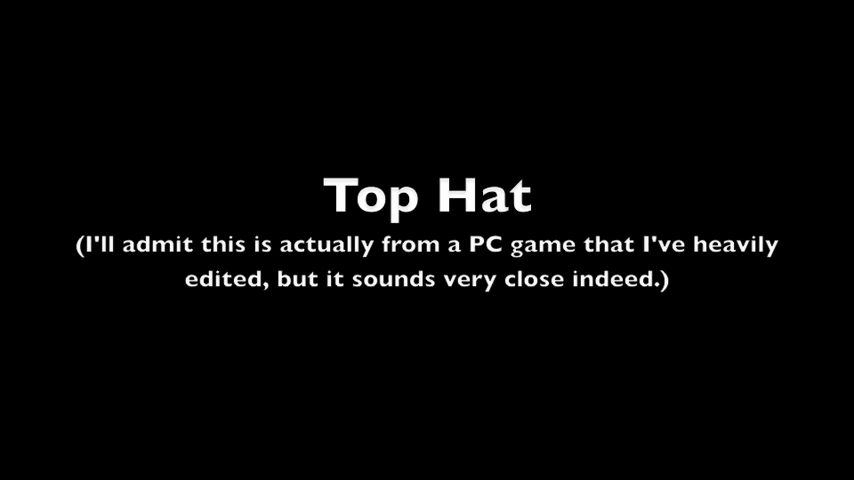 Top Hat
(I'll admit this is actually from a PC game that I've heavily
edited, but it sounds very close indeed.)